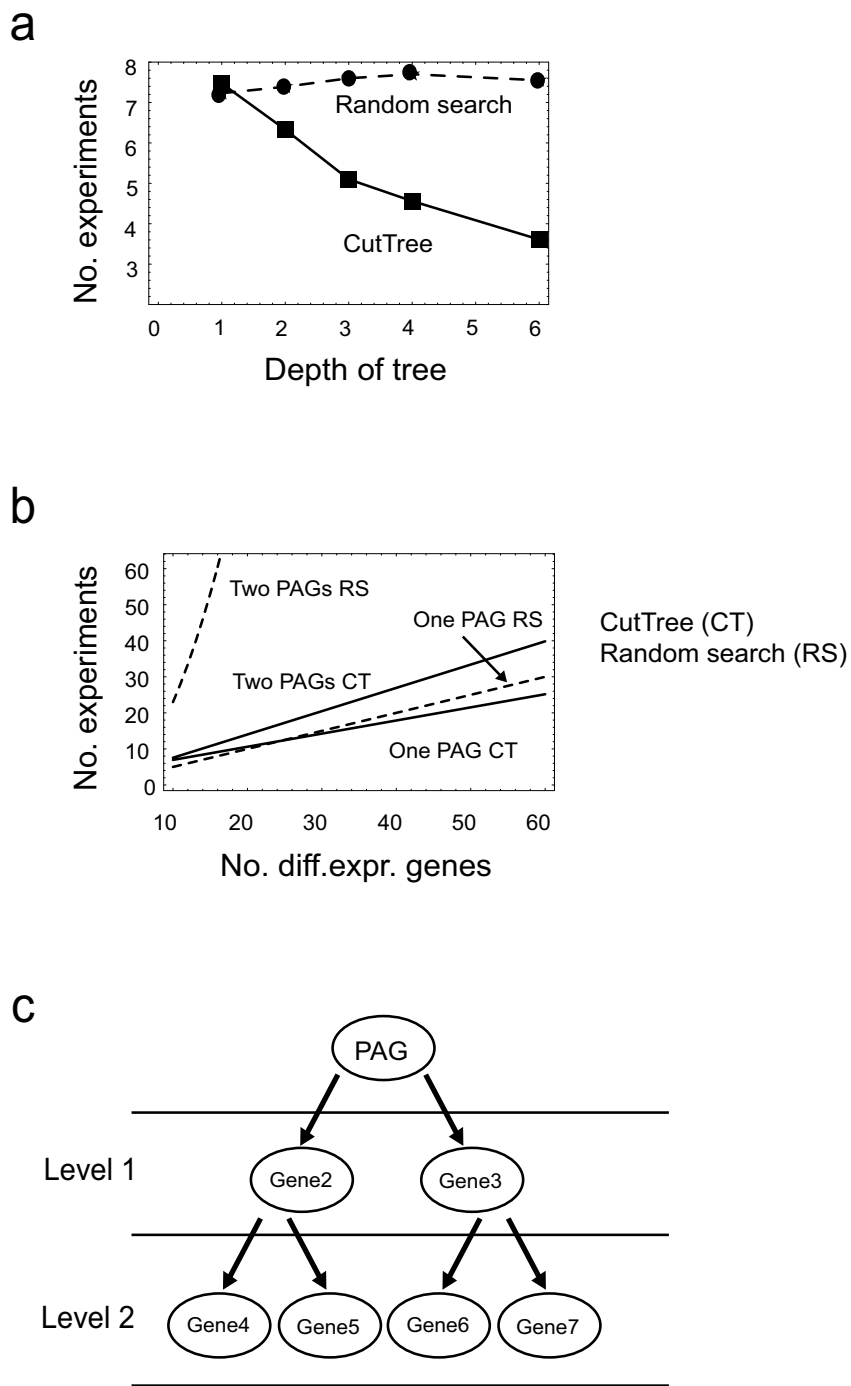 a
8
7
6
5
4
3
No. experiments
Random search
CutTree
0 1 2 3 4 5 6
Depth of tree
b
60
50
40
30
20
10
0
No. experiments
Two PAGs RS
One PAG RS
Two PAGs CT
One PAG CT
CutTree (CT)
Random search (RS)
10 20 30 40 50 60
No. diff.expr. genes
c
PAG
Level 1
Gene2 Gene3
Level 2
Gene4 Gene5 Gene6 Gene7